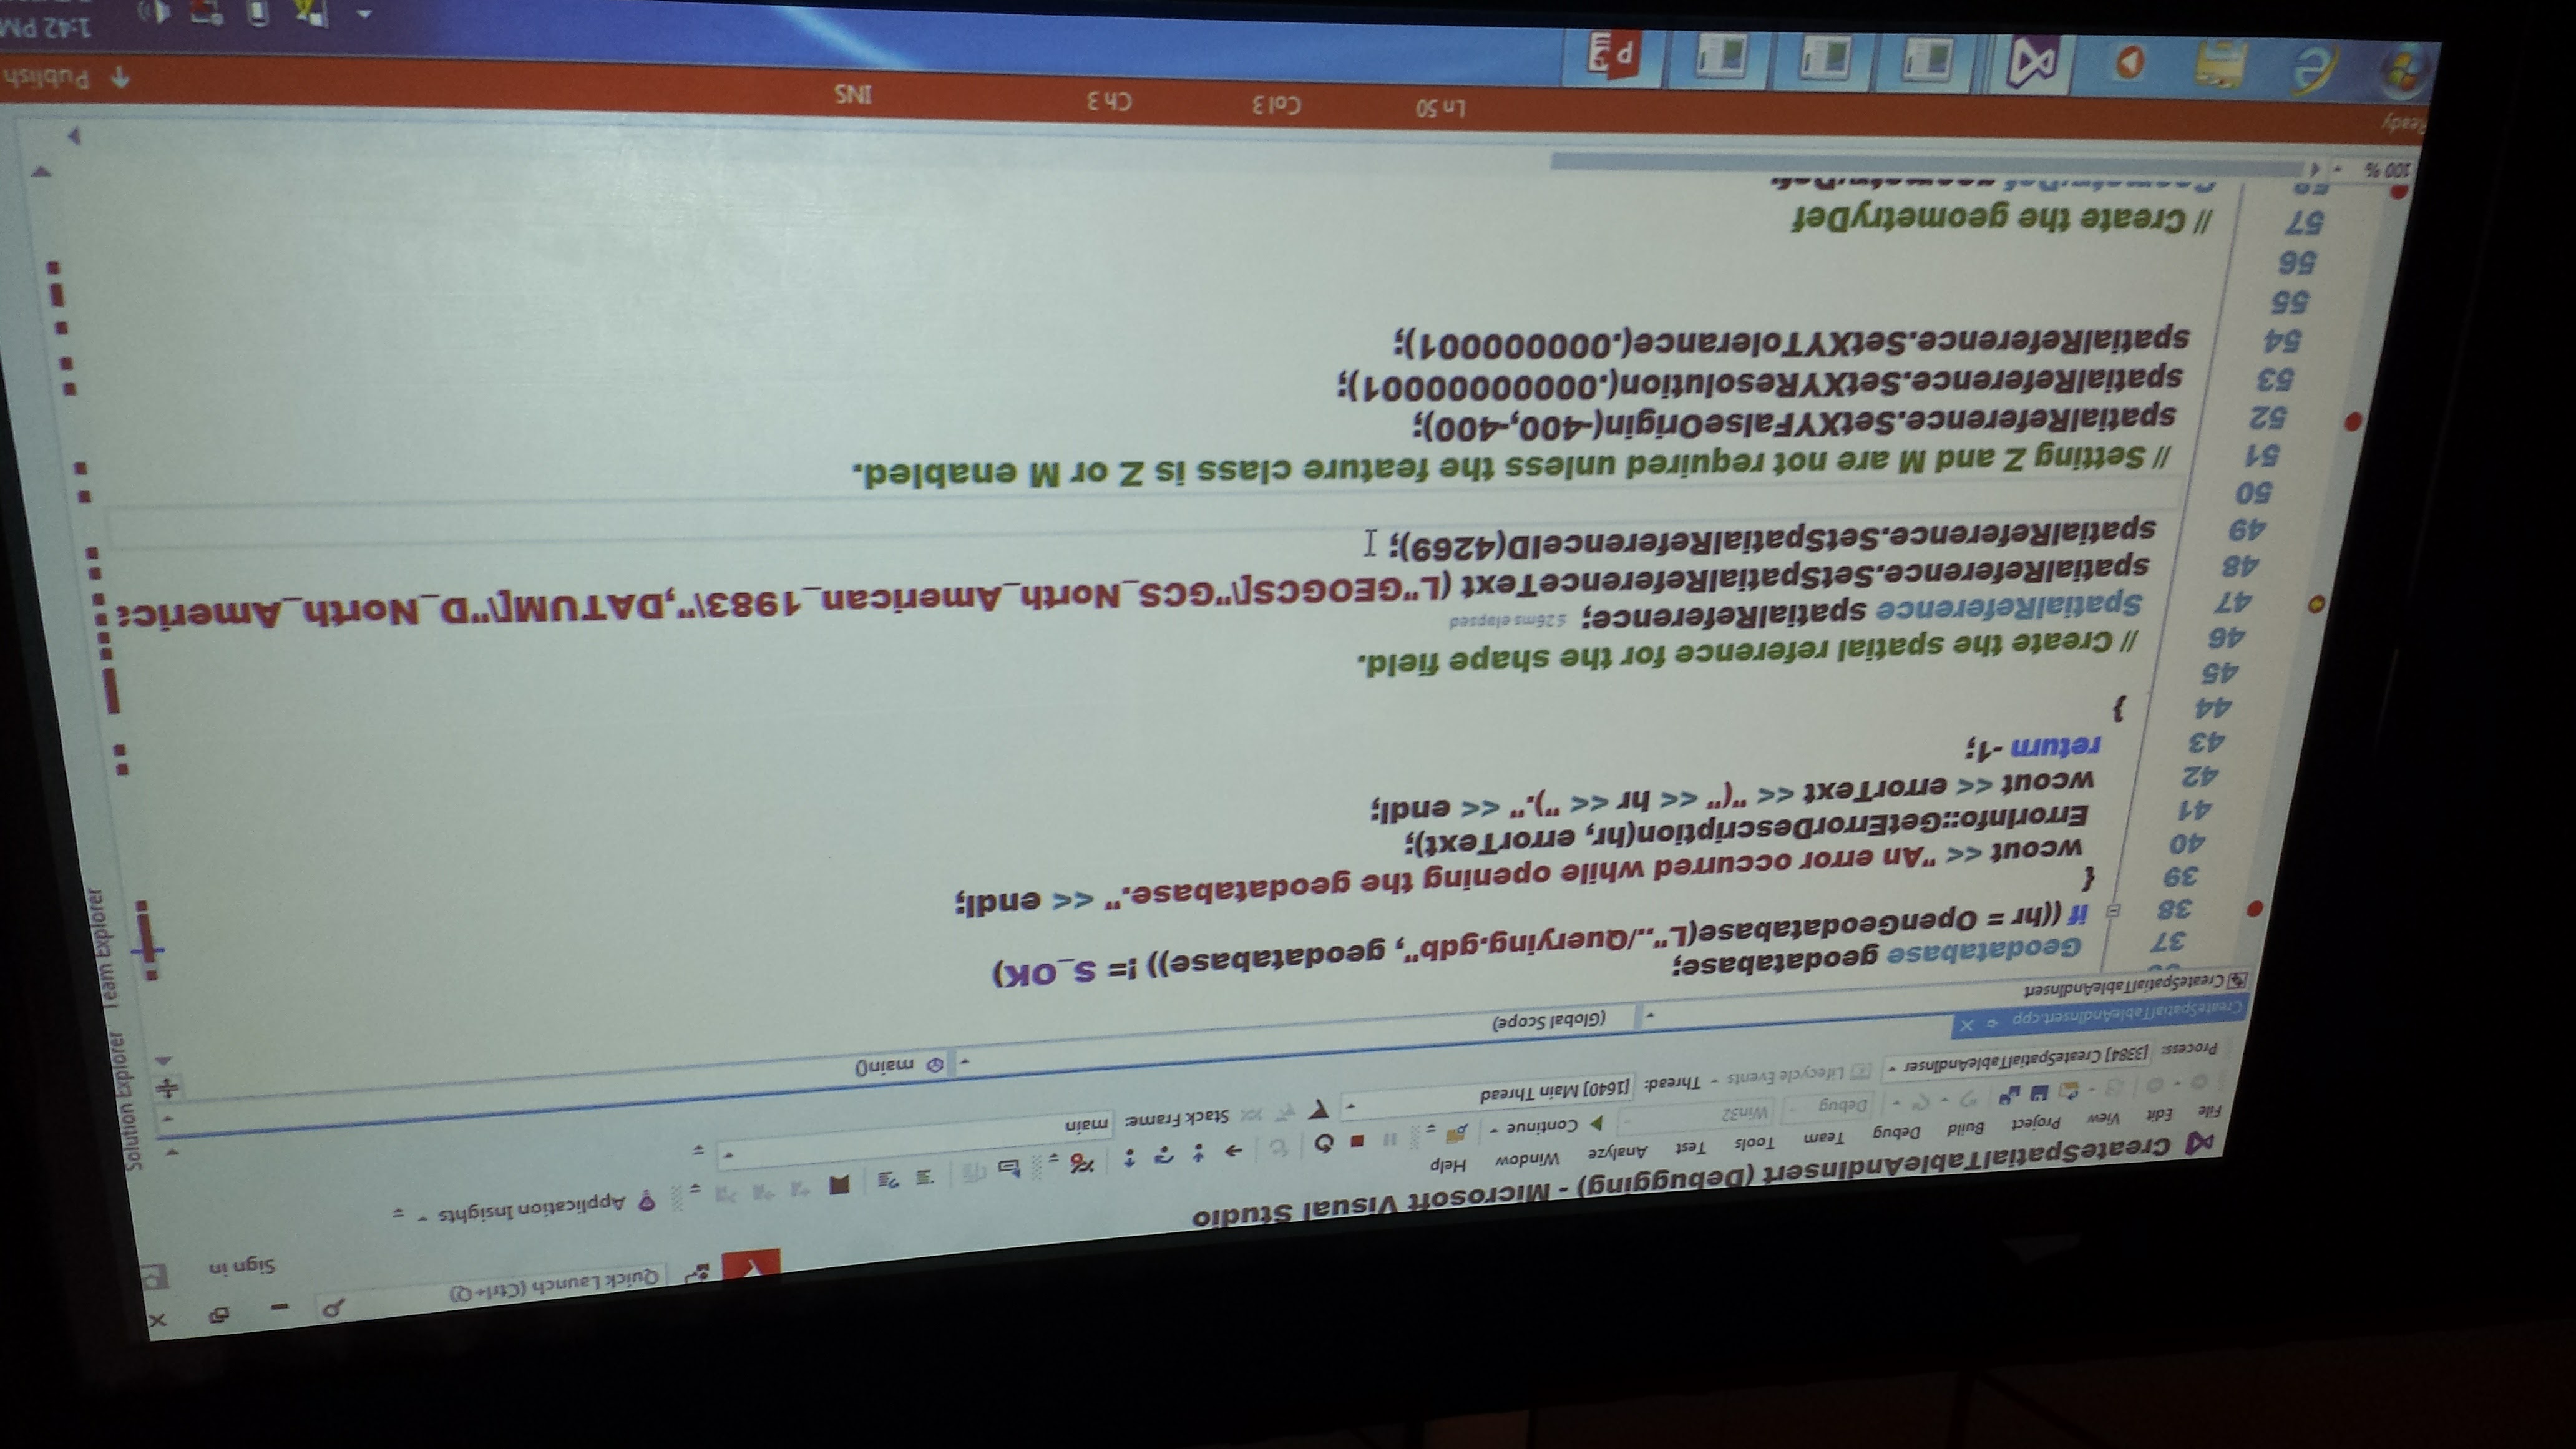 Quick Launch (Ctrl+Q)
Sign in
CreateSpatialTableAndInsert (Debugging) - Microsoft Visual Studio
File Edit View Project Build Debug Team Tools Test Analyze Window Help
Debug Win32 Continue Application Insights
Process: [3384] CreateSpatialTableAndInser Lifecycle Events Thread: [1640] Main Thread Stack Frame: main
CreateSpatialTableAndInsert.cpp
CreateSpatialTableAndInsert (Global Scope) main()
Solution Explorer
Team Explorer
37 Geodatabase geodatabase;
38 if ((hr = OpenGeodatabase(L"../Querying.gdb", geodatabase)) != S_OK)
39 {
40 wcout << "An error occurred while opening the geodatabase." << endl;
41 ErrorInfo::GetErrorDescription(hr, errorText);
42 wcout << errorText << "(" << hr << ")." << endl;
43 return -1;
44 }
45
46 // Create the spatial reference for the shape field.
47 SpatialReference spatialReference; ≤26ms elapsed
48 spatialReference.SetSpatialReferenceText (L"GEOGCS[\"GCS_North_American_1983\",DATUM[\"D_North_America
49 spatialReference.SetSpatialReferenceID(4269);
50
51 // Setting Z and M are not required unless the feature class is Z or M enabled.
52 spatialReference.SetXYFalseOrigin(-400,-400);
53 spatialReference.SetXYResolution(.00000000001);
54 spatialReference.SetXYTolerance(.000000001);
55
56
57 // Create the geometryDef
58 GeometryDef geometryDef;
100 %
Ready Ln 50 Col 3 Ch 3 INS Publish
1:42 PM